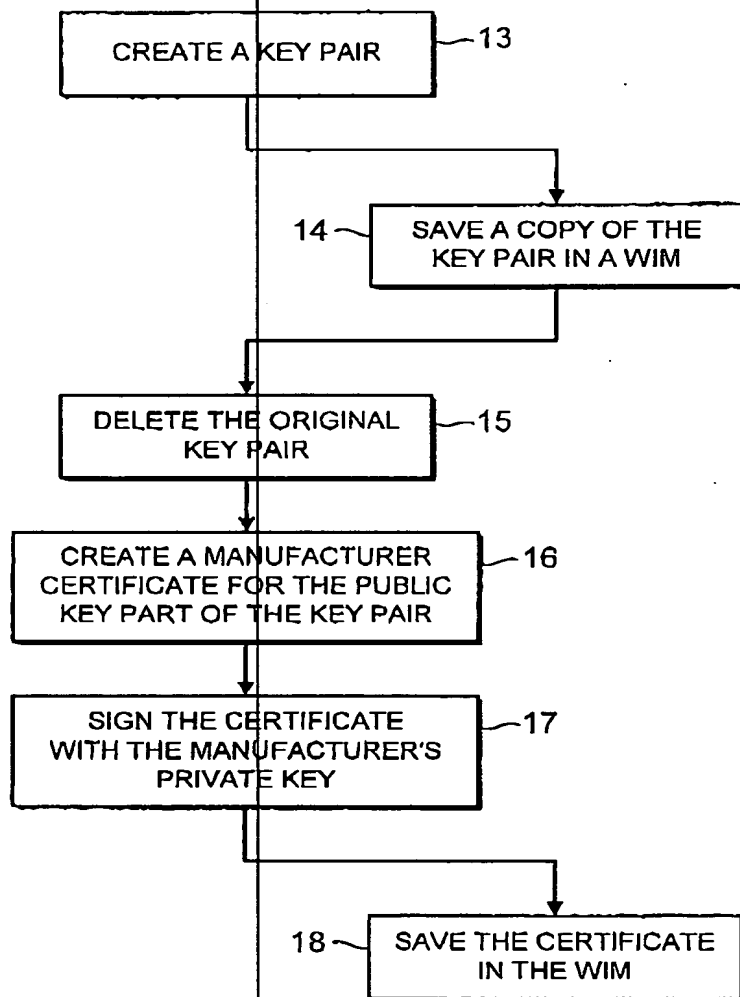 CREATE A KEY PAIR
13
14
SAVE A COPY OF THE
KEY PAIR IN A WIM
DELETE THE ORIGINAL
KEY PAIR
15
CREATE A MANUFACTURER
CERTIFICATE FOR THE PUBLIC
KEY PART OF THE KEY PAIR
16
SIGN THE CERTIFICATE
WITH THE MANUFACTURER'S
PRIVATE KEY
17
18
SAVE THE CERTIFICATE
IN THE WIM